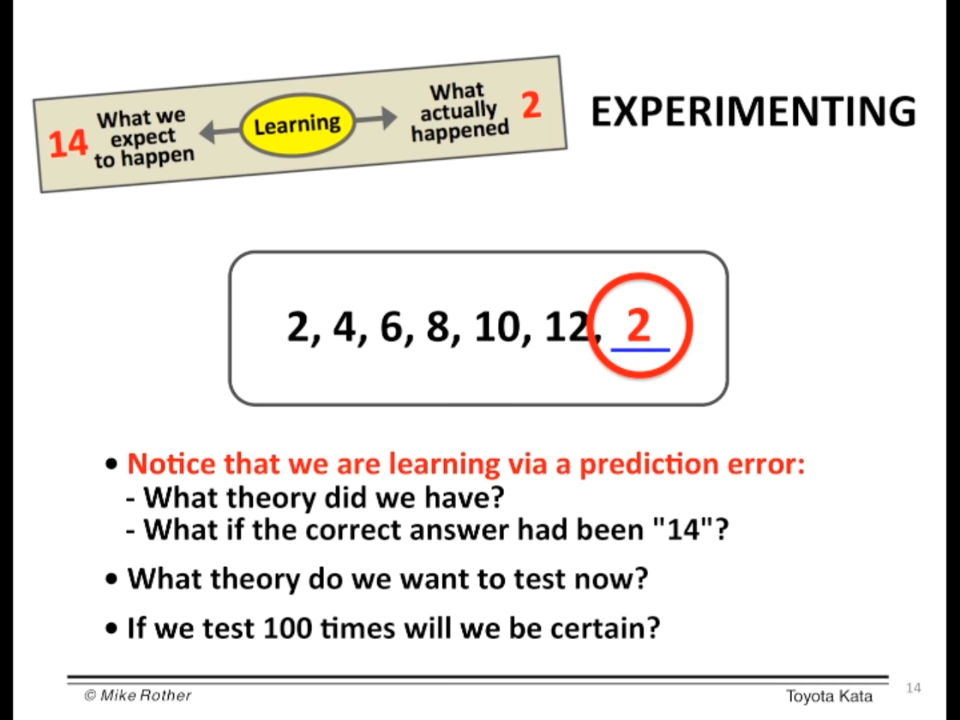 14
What we
expect
to happen
Learning
What
actually
happened
2
EXPERIMENTING
2, 4, 6, 8, 10, 12, 2
• Notice that we are learning via a prediction error:
- What theory did we have?
- What if the correct answer had been "14"?
• What theory do we want to test now?
• If we test 100 times will we be certain?
© Mike Rother
Toyota Kata
14